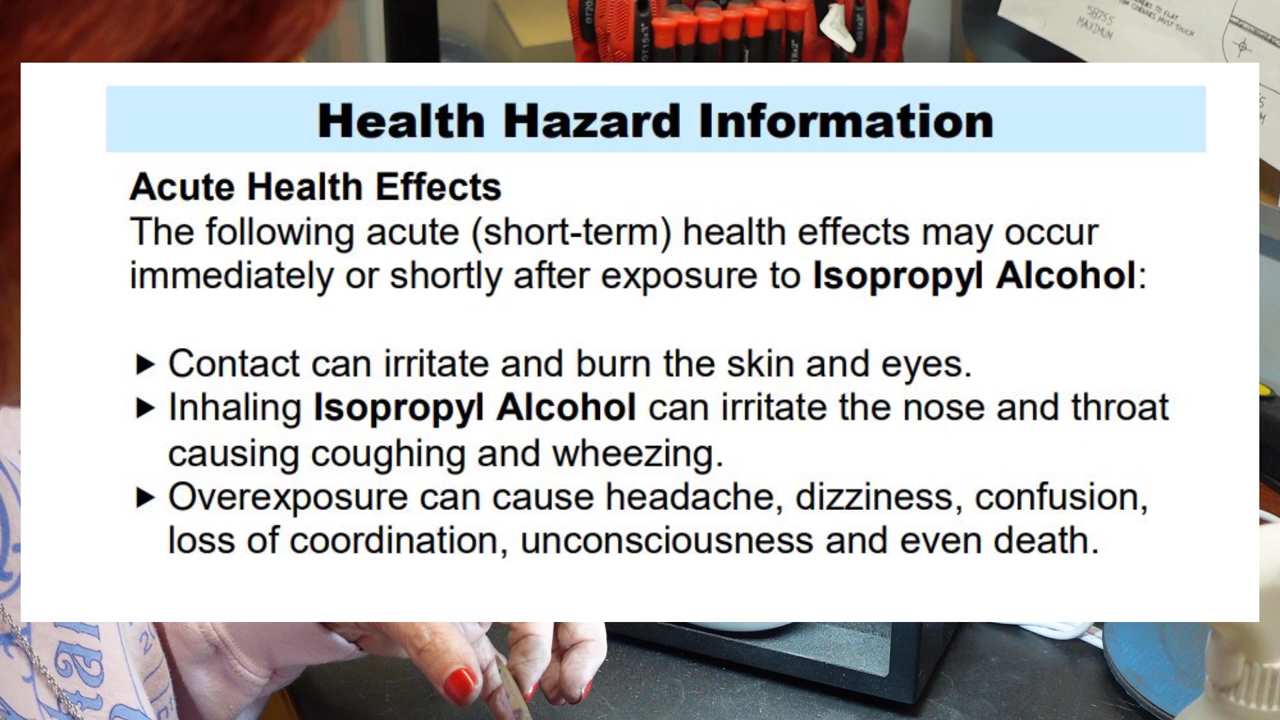 58755
MAXIMUM
Health Hazard Information
Acute Health Effects
The following acute (short-term) health effects may occur
immediately or shortly after exposure to Isopropyl Alcohol:
► Contact can irritate and burn the skin and eyes.
► Inhaling Isopropyl Alcohol can irritate the nose and throat
causing coughing and wheezing.
► Overexposure can cause headache, dizziness, confusion,
loss of coordination, unconsciousness and even death.